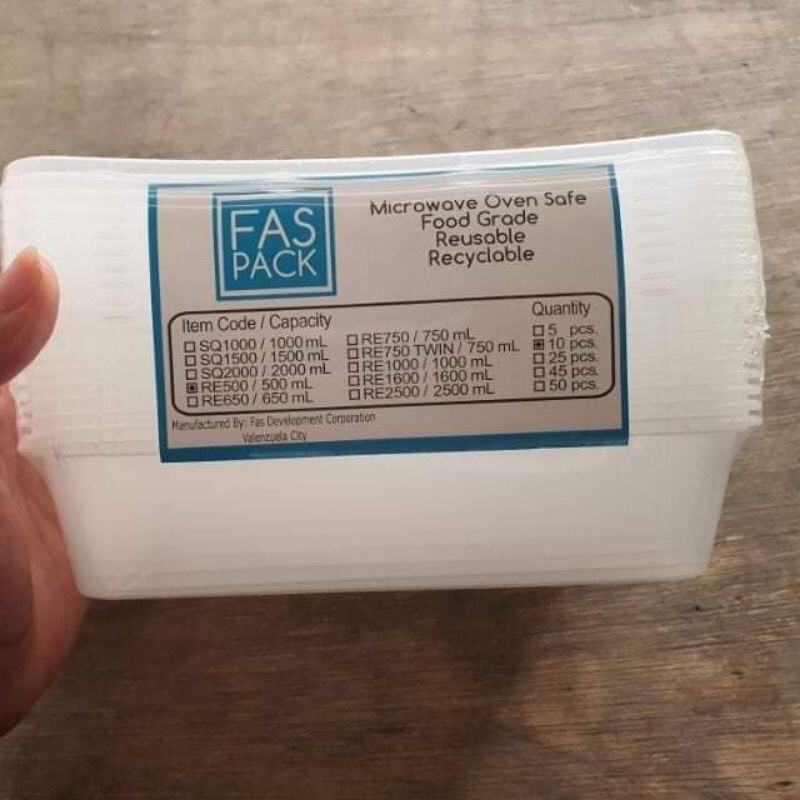 FAS
PACK
Microwave Oven Safe
Food Grade
Reusable
Recyclable
Item Code / Capacity
☐ SQ1000 / 1000 mL
☐ SQ1500 / 1500 mL
☐ SQ2000 / 2000 mL
▣ RE500 / 500 mL
☐ RE650 / 650 mL
☐ RE750 / 750 mL
☐ RE750 TWIN / 750 mL
☐ RE1000 / 1000 mL
☐ RE1600 / 1600 mL
☐ RE2500 / 2500 mL
Quantity
☐ 5 pcs.
▣ 10 pcs.
☐ 25 pcs.
☐ 45 pcs.
☐ 50 pcs.
Manufactured By: Fas Development Corporation
Valenzuela City